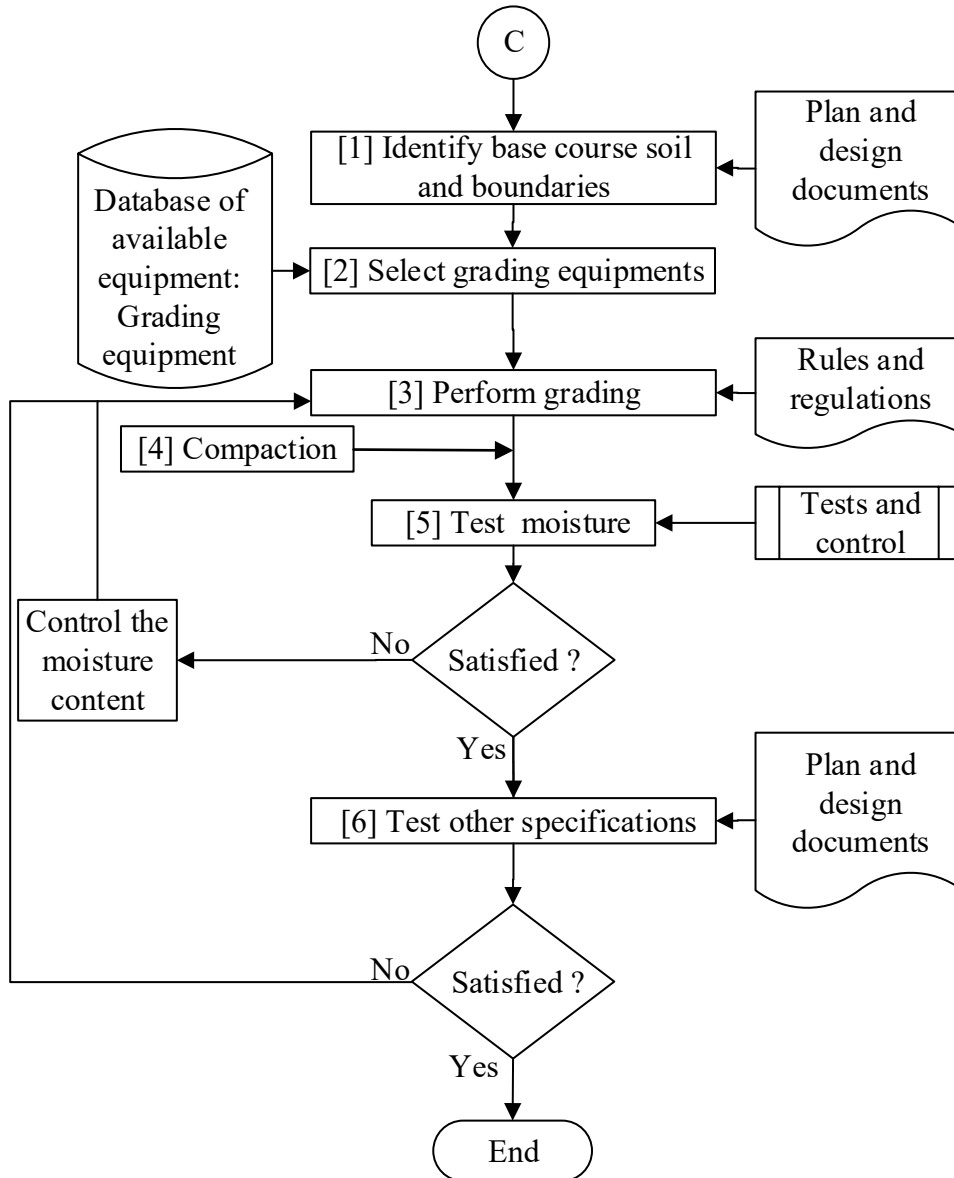 C
[1] Identify base course soil
and boundaries
Plan and
design
documents
Database of
available
equipment:
Grading
equipment
[2] Select grading equipments
[3] Perform grading
Rules and
regulations
[4] Compaction
[5] Test moisture
Tests and
control
Control the
moisture
content
No
Satisfied ?
Yes
[6] Test other specifications
Plan and
design
documents
No
Satisfied ?
Yes
End